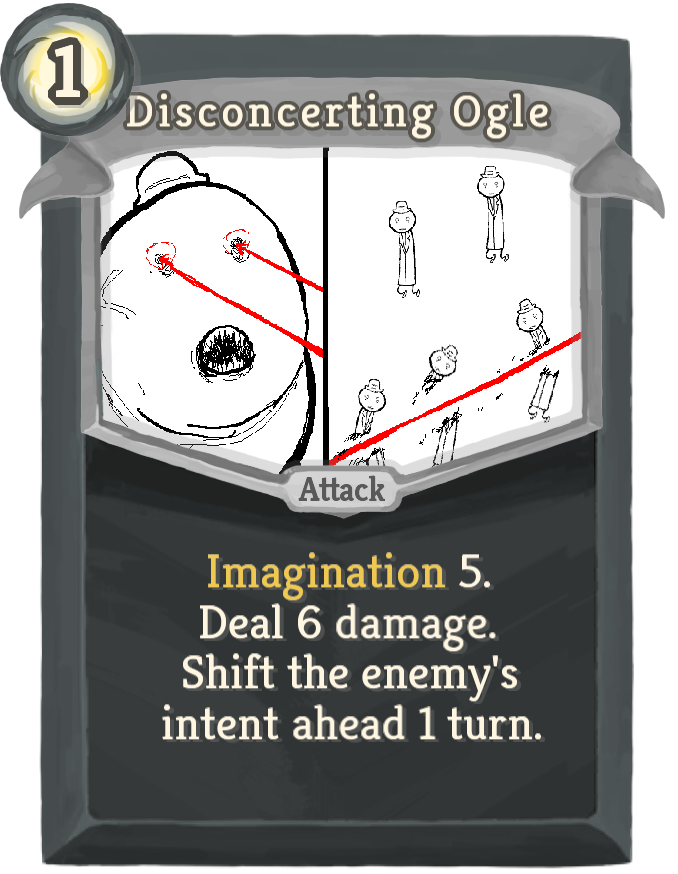 1
Disconcerting Ogle
Attack
Imagination 5.
Deal 6 damage.
Shift the enemy's
intent ahead 1 turn.